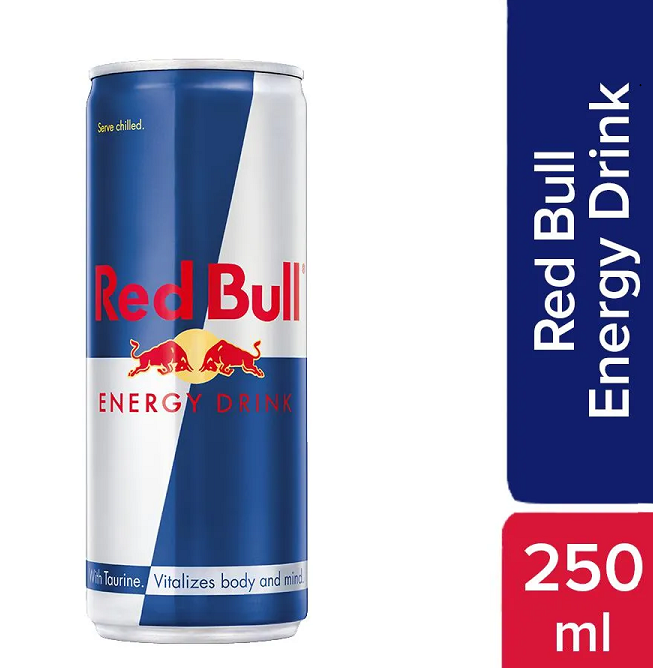 Serve chilled.
Red Bull®
ENERGY DRINK
With Taurine. Vitalizes body and mind.
Red Bull
Energy Drink
250
ml